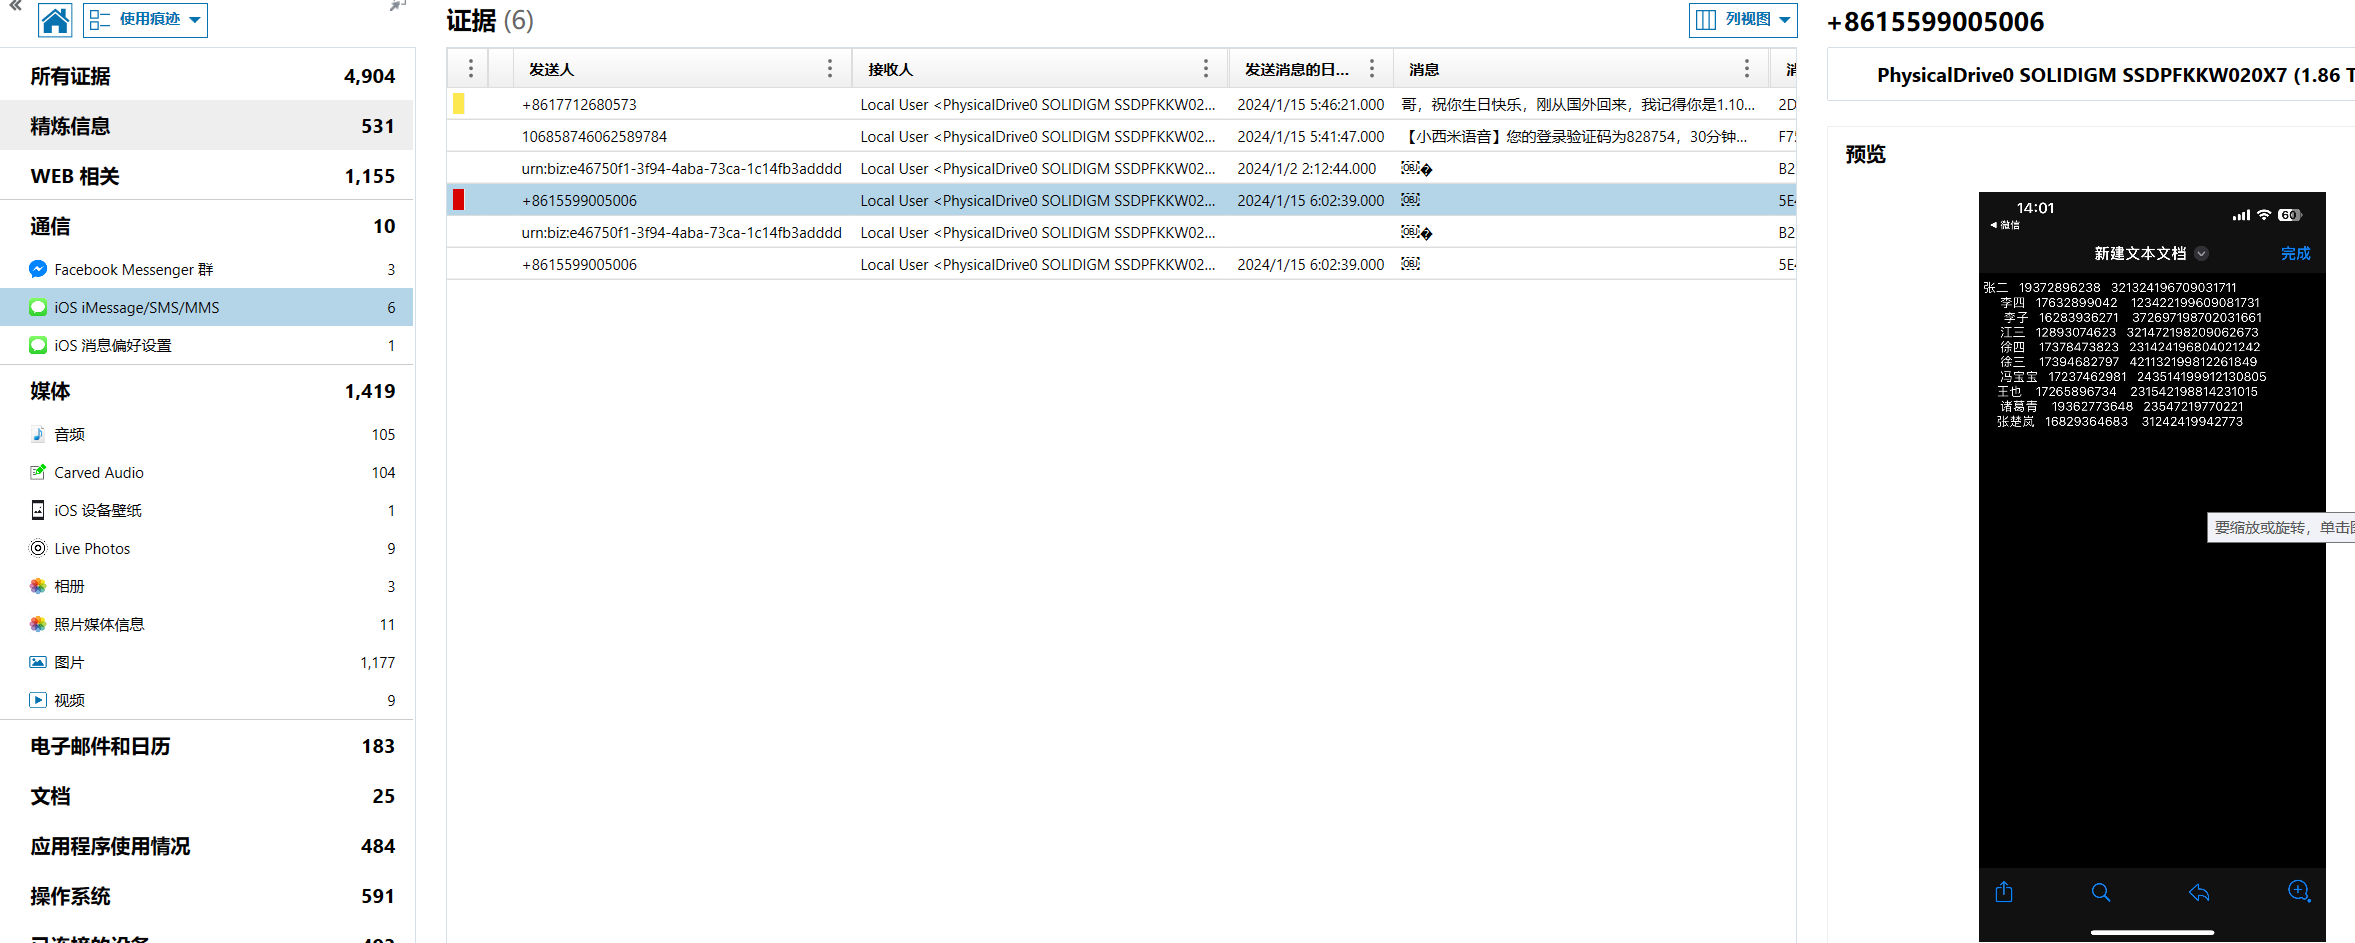 使用痕迹
所有证据 4,904
精炼信息 531
WEB 相关 1,155
通信 10
Facebook Messenger 群 3
iOS iMessage/SMS/MMS 6
iOS 消息偏好设置 1
媒体 1,419
音频 105
Carved Audio 104
iOS 设备壁纸 1
Live Photos 9
相册 3
照片媒体信息 11
图片 1,177
视频 9
电子邮件和日历 183
文档 25
应用程序使用情况 484
操作系统 591
证据 (6)
列视图
发送人 接收人 发送消息的日... 消息
+8617712680573 Local User <PhysicalDrive0 SOLIDIGM SSDPFKKW02... 2024/1/15 5:46:21.000 哥，祝你生日快乐，刚从国外回来，我记得你是1.10... 2D
106858746062589784 Local User <PhysicalDrive0 SOLIDIGM SSDPFKKW02... 2024/1/15 5:41:47.000 【小西米语音】您的登录验证码为828754，30分钟... F7
urn:biz:e46750f1-3f94-4aba-73ca-1c14fb3adddd Local User <PhysicalDrive0 SOLIDIGM SSDPFKKW02... 2024/1/2 2:12:44.000 OBJ B2
+8615599005006 Local User <PhysicalDrive0 SOLIDIGM SSDPFKKW02... 2024/1/15 6:02:39.000 OBJ 5E
urn:biz:e46750f1-3f94-4aba-73ca-1c14fb3adddd Local User <PhysicalDrive0 SOLIDIGM SSDPFKKW02... OBJ B2
+8615599005006 Local User <PhysicalDrive0 SOLIDIGM SSDPFKKW02... 2024/1/15 6:02:39.000 OBJ 5E
+8615599005006
PhysicalDrive0 SOLIDIGM SSDPFKKW020X7 (1.86 T
预览
14:01 60
微信
新建文本文档 完成
张二 19372896238 321324196709031711
李四 17632899042 123422199609081731
李子 16283936271 372697198702031661
江三 12893074623 321472198209062673
徐四 17378473823 231424196804021242
徐三 17394682797 421132199812261849
冯宝宝 17237462981 243514199912130805
王也 17265896734 231542198814231015
诸葛青 19362773648 23547219770221
张楚岚 16829364683 31242419942773
要缩放或旋转，单击